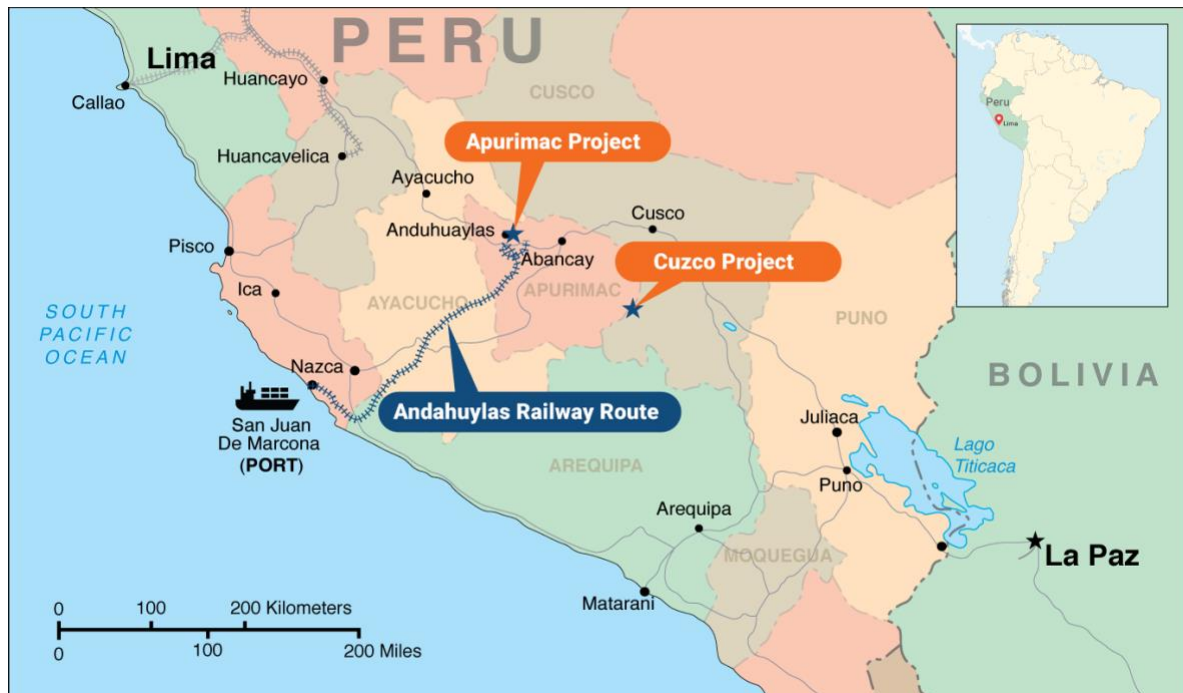 PERU
Lima
Callao
Huancayo
CUSCO
Huancavelica
Apurimac Project
Ayacucho
Anduhuaylas
Cusco
Abancay
Cuzco Project
Pisco
Ica
AYACUCHO
APURIMAC
PUNO
SOUTH
PACIFIC
OCEAN
Nazca
Andahuylas Railway Route
San Juan
De Marcona
(PORT)
BOLIVIA
Juliaca
Lago
Titicaca
AREQUIPA
Puno
Arequipa
MOQUEGUA
La Paz
Matarani
0 100 200 Kilometers
0 100 200 Miles
Peru
Lima